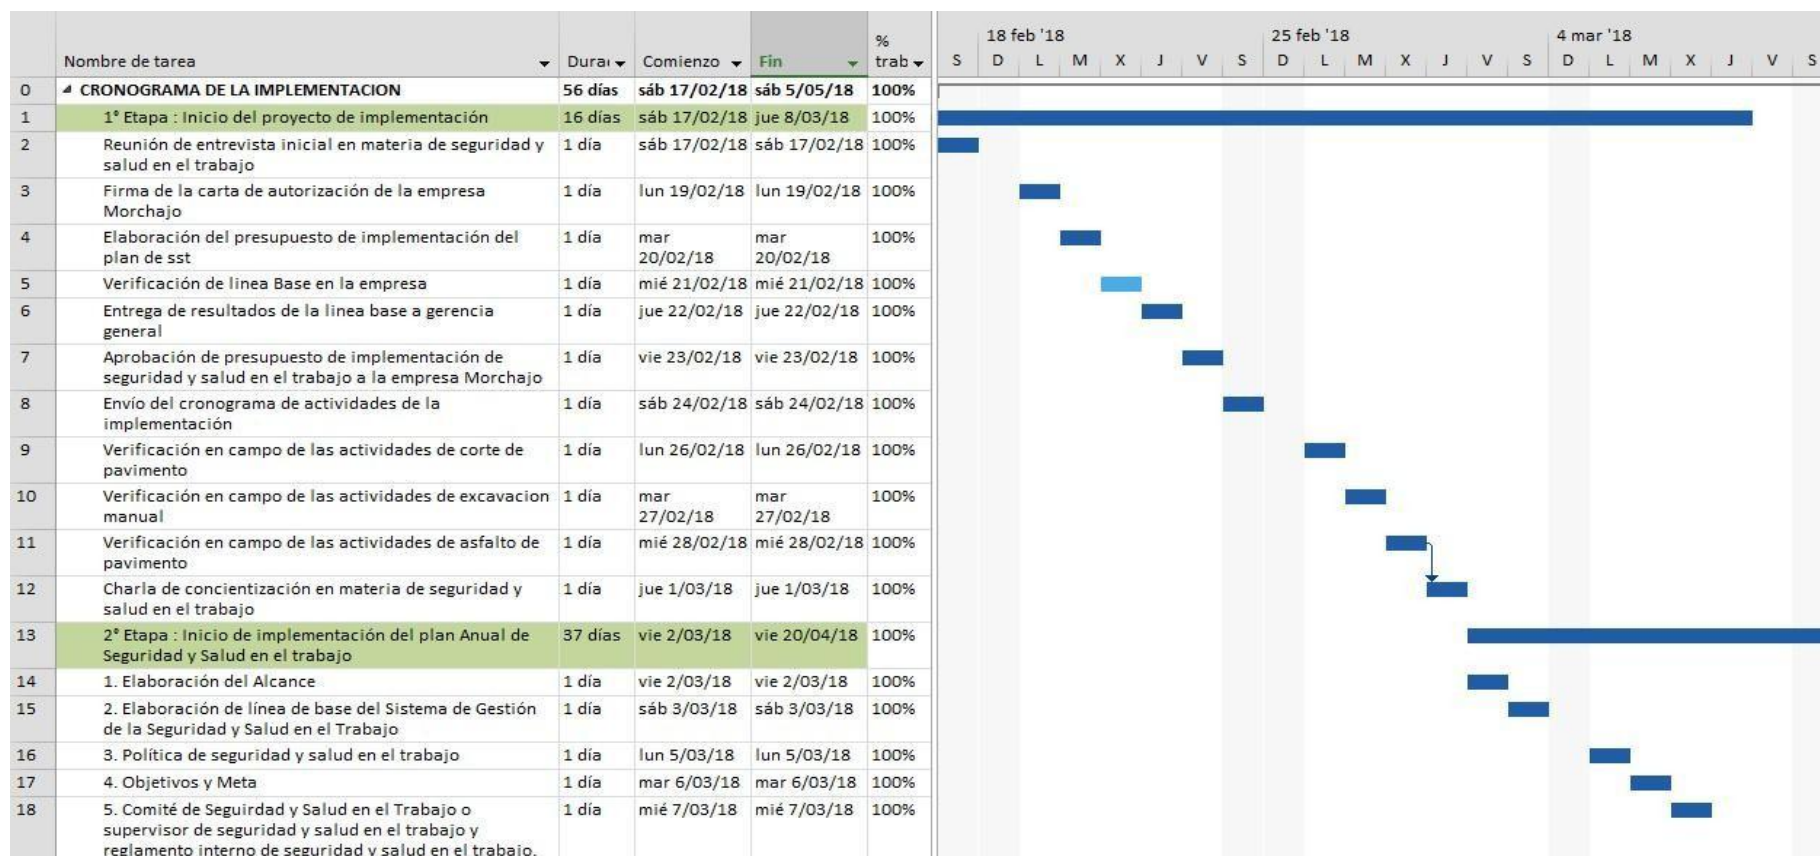 18 feb '18 25 feb '18 4 mar '18
Nombre de tarea Durac Comienzo Fin % trab S D L M X J V S D L M X J V S D L M X J V S
0 CRONOGRAMA DE LA IMPLEMENTACION 56 días sáb 17/02/18 sáb 5/05/18 100%
1 1° Etapa : Inicio del proyecto de implementación 16 días sáb 17/02/18 jue 8/03/18 100%
2 Reunión de entrevista inicial en materia de seguridad y 1 día sáb 17/02/18 sáb 17/02/18 100%
salud en el trabajo
3 Firma de la carta de autorización de la empresa 1 día lun 19/02/18 lun 19/02/18 100%
Morchajo
4 Elaboración del presupuesto de implementación del 1 día mar mar 100%
plan de sst 20/02/18 20/02/18
5 Verificación de linea Base en la empresa 1 día mié 21/02/18 mié 21/02/18 100%
6 Entrega de resultados de la linea base a gerencia 1 día jue 22/02/18 jue 22/02/18 100%
general
7 Aprobación de presupuesto de implementación de 1 día vie 23/02/18 vie 23/02/18 100%
seguridad y salud en el trabajo a la empresa Morchajo
8 Envío del cronograma de actividades de la 1 día sáb 24/02/18 sáb 24/02/18 100%
implementación
9 Verificación en campo de las actividades de corte de 1 día lun 26/02/18 lun 26/02/18 100%
pavimento
10 Verificación en campo de las actividades de excavacion 1 día mar mar 100%
manual 27/02/18 27/02/18
11 Verificación en campo de las actividades de asfalto de 1 día mié 28/02/18 mié 28/02/18 100%
pavimento
12 Charla de concientización en materia de seguridad y 1 día jue 1/03/18 jue 1/03/18 100%
salud en el trabajo
13 2° Etapa : Inicio de implementación del plan Anual de 37 días vie 2/03/18 vie 20/04/18 100%
Seguridad y Salud en el trabajo
14 1. Elaboración del Alcance 1 día vie 2/03/18 vie 2/03/18 100%
15 2. Elaboración de línea de base del Sistema de Gestión 1 día sáb 3/03/18 sáb 3/03/18 100%
de la Seguridad y Salud en el Trabajo
16 3. Política de seguridad y salud en el trabajo 1 día lun 5/03/18 lun 5/03/18 100%
17 4. Objetivos y Meta 1 día mar 6/03/18 mar 6/03/18 100%
18 5. Comité de Seguirdad y Salud en el Trabajo o 1 día mié 7/03/18 mié 7/03/18 100%
supervisor de seguridad y salud en el trabajo y
reglamento interno de seguridad y salud en el trabajo.